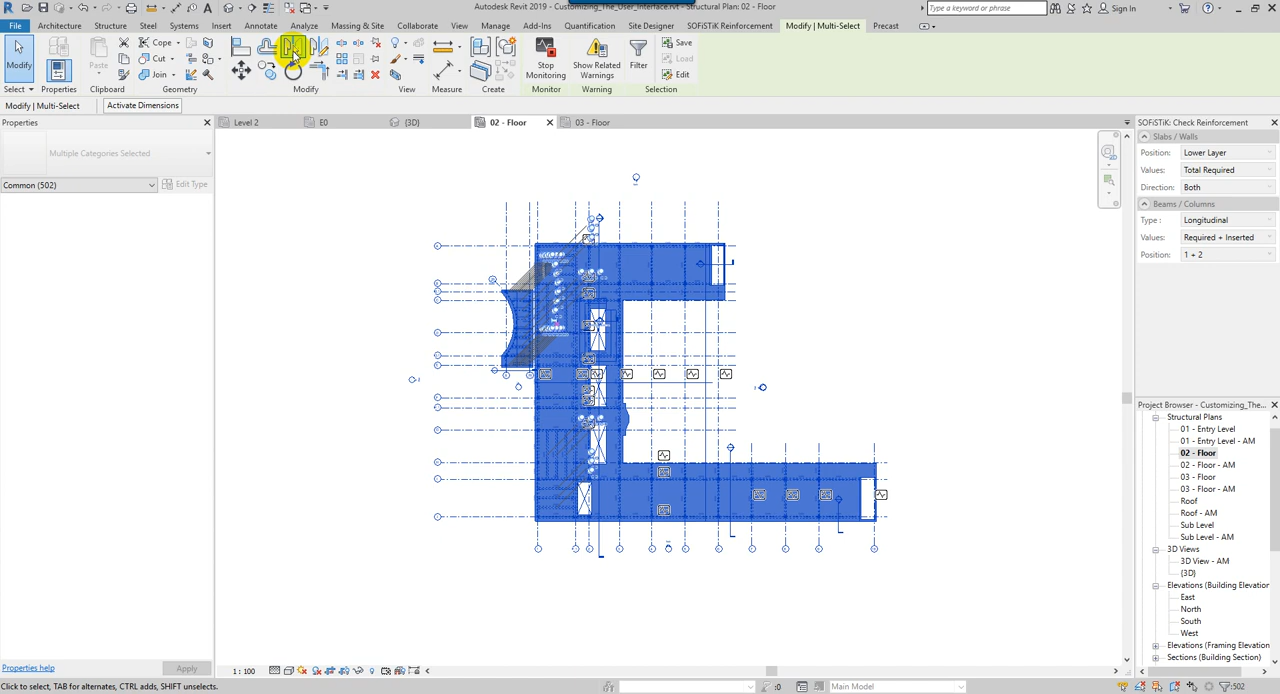 Autodesk Revit 2019 - Customizing_The_User_Interface.rvt - Structural Plan: 02 - Floor
Type a keyword or phrase
Sign In
File Architecture Structure Steel Systems Insert Annotate Analyze Massing & Site Collaborate View Manage Add-Ins Quantification Site Designer SOFiSTiK Reinforcement Modify | Multi-Select Precast
Modify
Paste
Cope
Cut
Join
Stop Monitoring
Show Related Warnings
Filter
Save
Load
Edit
Select Properties Clipboard Geometry Modify View Measure Create Monitor Warning Selection
Modify | Multi-Select Activate Dimensions
Properties
Level 2 E0 {3D} 02 - Floor 03 - Floor
SOFiSTiK: Check Reinforcement
Multiple Categories Selected
Common (502) Edit Type
Slabs / Walls
Position: Lower Layer
Values: Total Required
Direction: Both
Beams / Columns
Type : Longitudinal
Values: Required + Inserted
Position: 1 + 2
Project Browser - Customizing_The_User...
Structural Plans
01 - Entry Level
01 - Entry Level - AM
02 - Floor
02 - Floor - AM
03 - Floor
03 - Floor - AM
Roof
Roof - AM
Sub Level
Sub Level - AM
3D Views
3D View - AM
{3D}
Elevations (Building Elevation
East
North
South
West
Elevations (Framing Elevation
Sections (Building Section)
Properties help Apply
1 : 100
Click to select, TAB for alternates, CTRL adds, SHIFT unselects.
:0
Main Model
:502